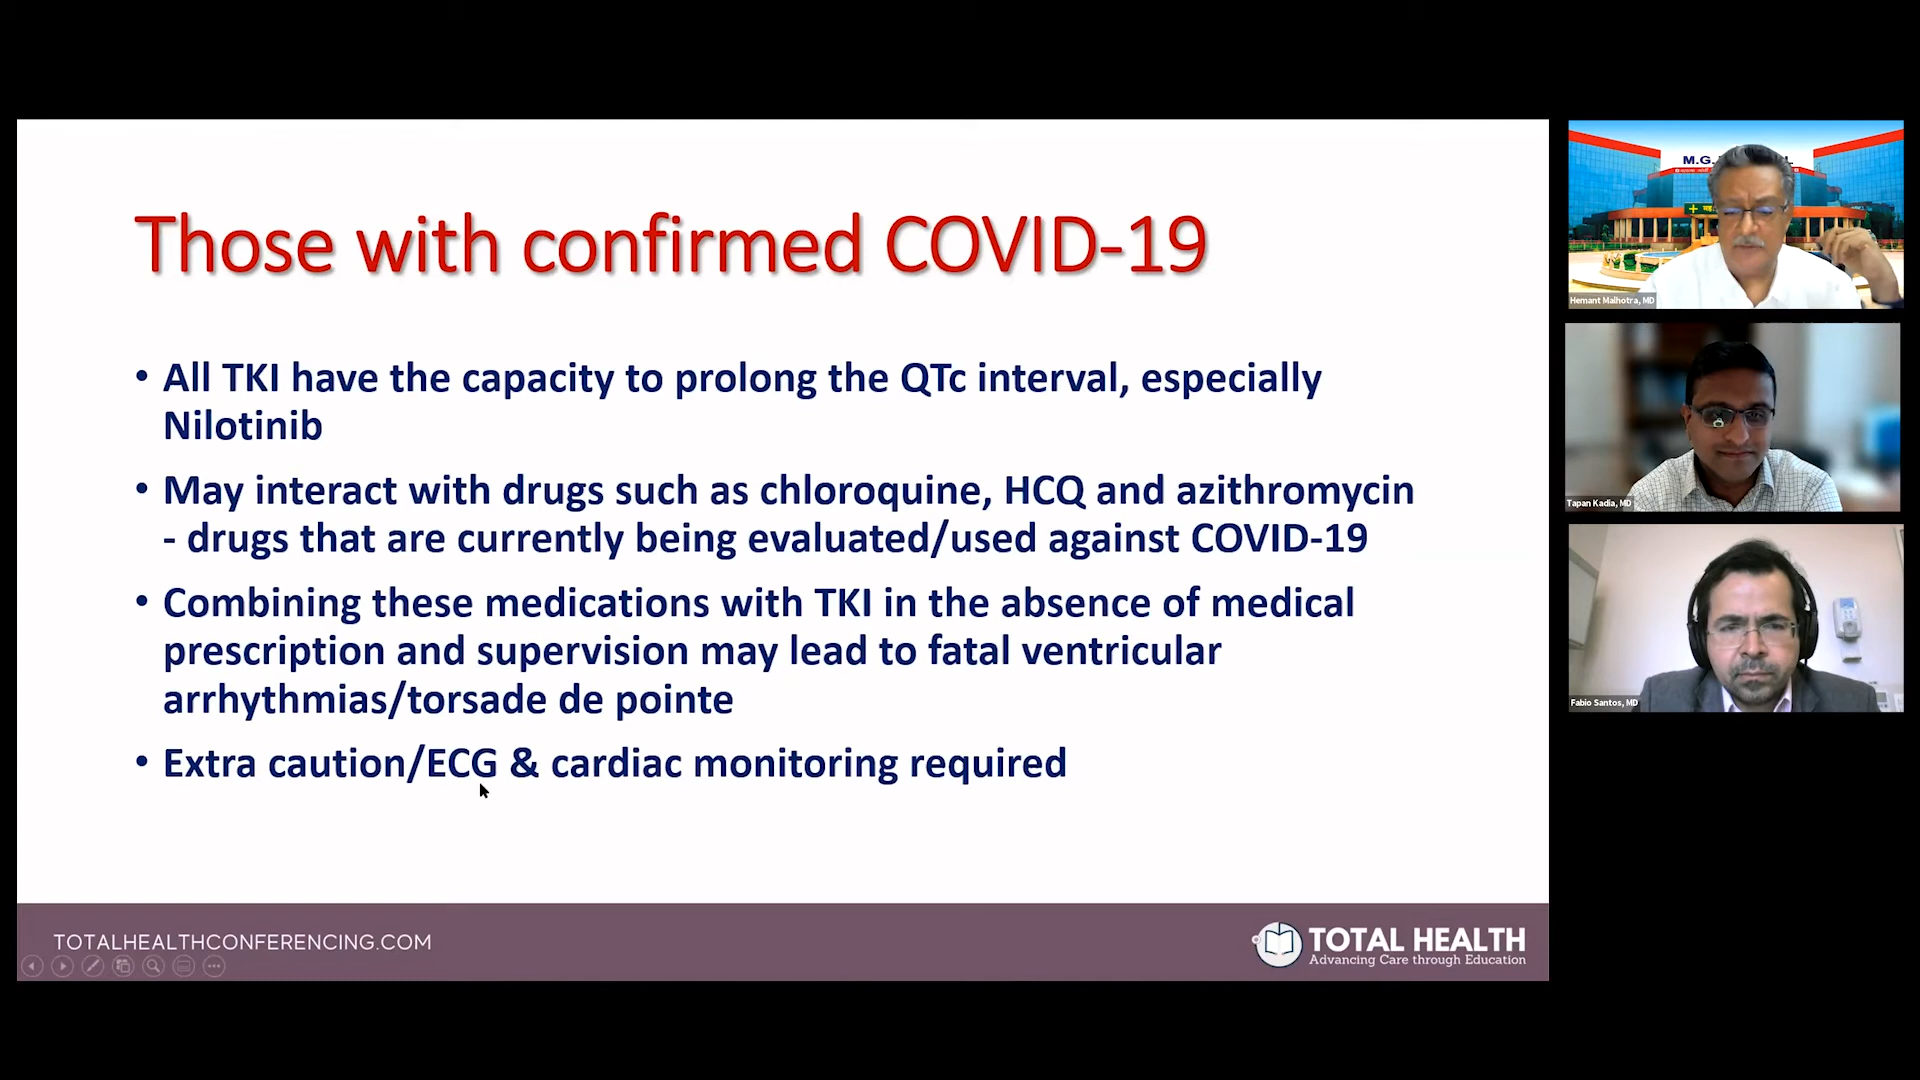 Those with confirmed COVID-19
• All TKI have the capacity to prolong the QTc interval, especially
Nilotinib
• May interact with drugs such as chloroquine, HCQ and azithromycin
- drugs that are currently being evaluated/used against COVID-19
• Combining these medications with TKI in the absence of medical
prescription and supervision may lead to fatal ventricular
arrhythmias/torsade de pointe
• Extra caution/ECG & cardiac monitoring required
TOTALHEALTHCONFERENCING.COM
TOTAL HEALTH
Advancing Care through Education
M.G.
Hemant Malhotra, MD
Tapan Kadia, MD
Fabio Santos, MD